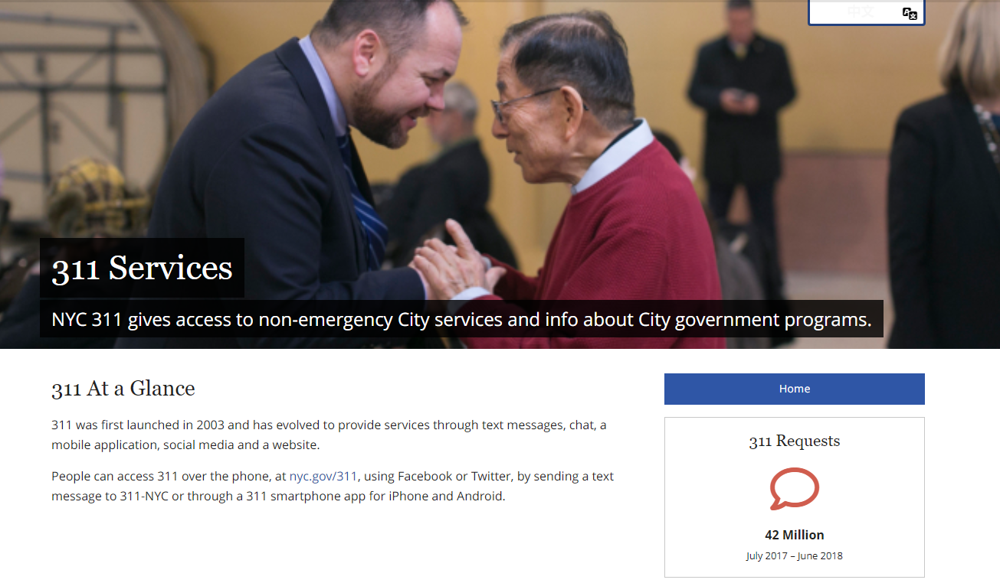 中文
311 Services
NYC 311 gives access to non-emergency City services and info about City government programs.
311 At a Glance
311 was first launched in 2003 and has evolved to provide services through text messages, chat, a
mobile application, social media and a website.
People can access 311 over the phone, at nyc.gov/311, using Facebook or Twitter, by sending a text
message to 311-NYC or through a 311 smartphone app for iPhone and Android.
Home
311 Requests
42 Million
July 2017 – June 2018